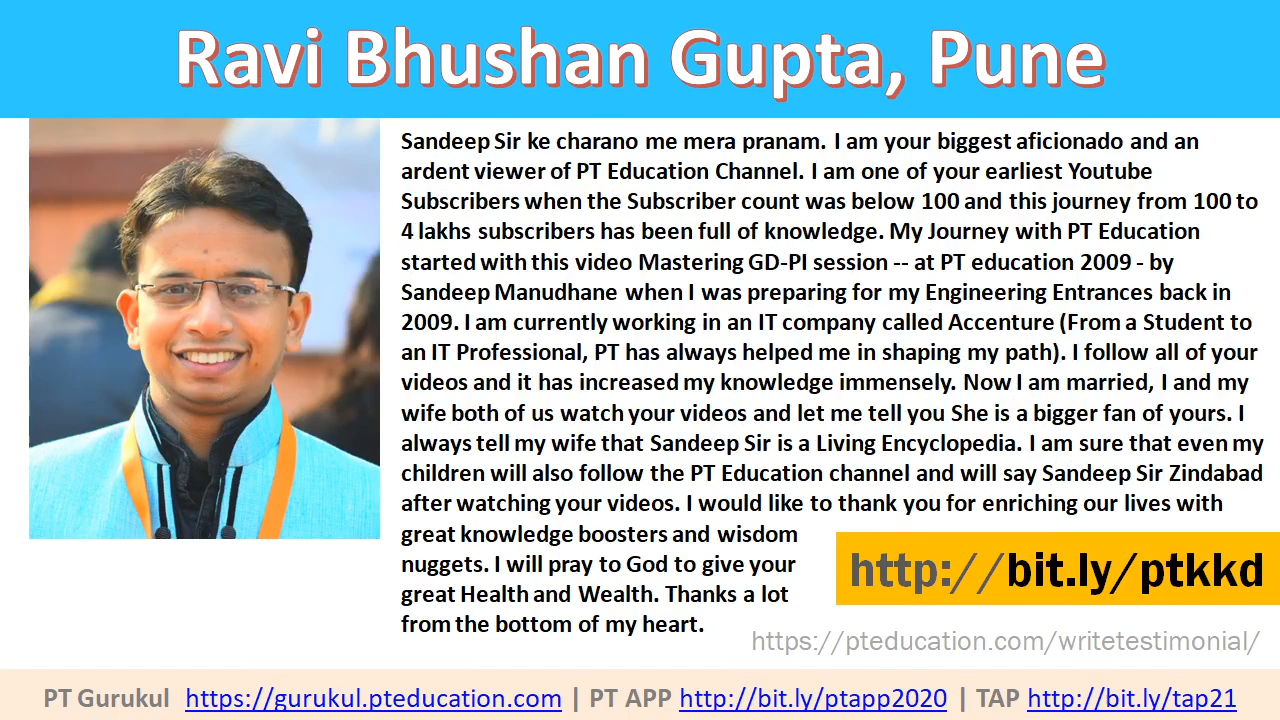 Ravi Bhushan Gupta, Pune
Sandeep Sir ke charano me mera pranam. I am your biggest aficionado and an
ardent viewer of PT Education Channel. I am one of your earliest Youtube
Subscribers when the Subscriber count was below 100 and this journey from 100 to
4 lakhs subscribers has been full of knowledge. My Journey with PT Education
started with this video Mastering GD-PI session -- at PT education 2009 - by
Sandeep Manudhane when I was preparing for my Engineering Entrances back in
2009. I am currently working in an IT company called Accenture (From a Student to
an IT Professional, PT has always helped me in shaping my path). I follow all of your
videos and it has increased my knowledge immensely. Now I am married, I and my
wife both of us watch your videos and let me tell you She is a bigger fan of yours. I
always tell my wife that Sandeep Sir is a Living Encyclopedia. I am sure that even my
children will also follow the PT Education channel and will say Sandeep Sir Zindabad
after watching your videos. I would like to thank you for enriching our lives with
great knowledge boosters and wisdom
nuggets. I will pray to God to give your
great Health and Wealth. Thanks a lot
from the bottom of my heart.
http://bit.ly/ptkkd
https://pteducation.com/writetestimonial/
PT Gurukul https://gurukul.pteducation.com | PT APP http://bit.ly/ptapp2020 | TAP http://bit.ly/tap21